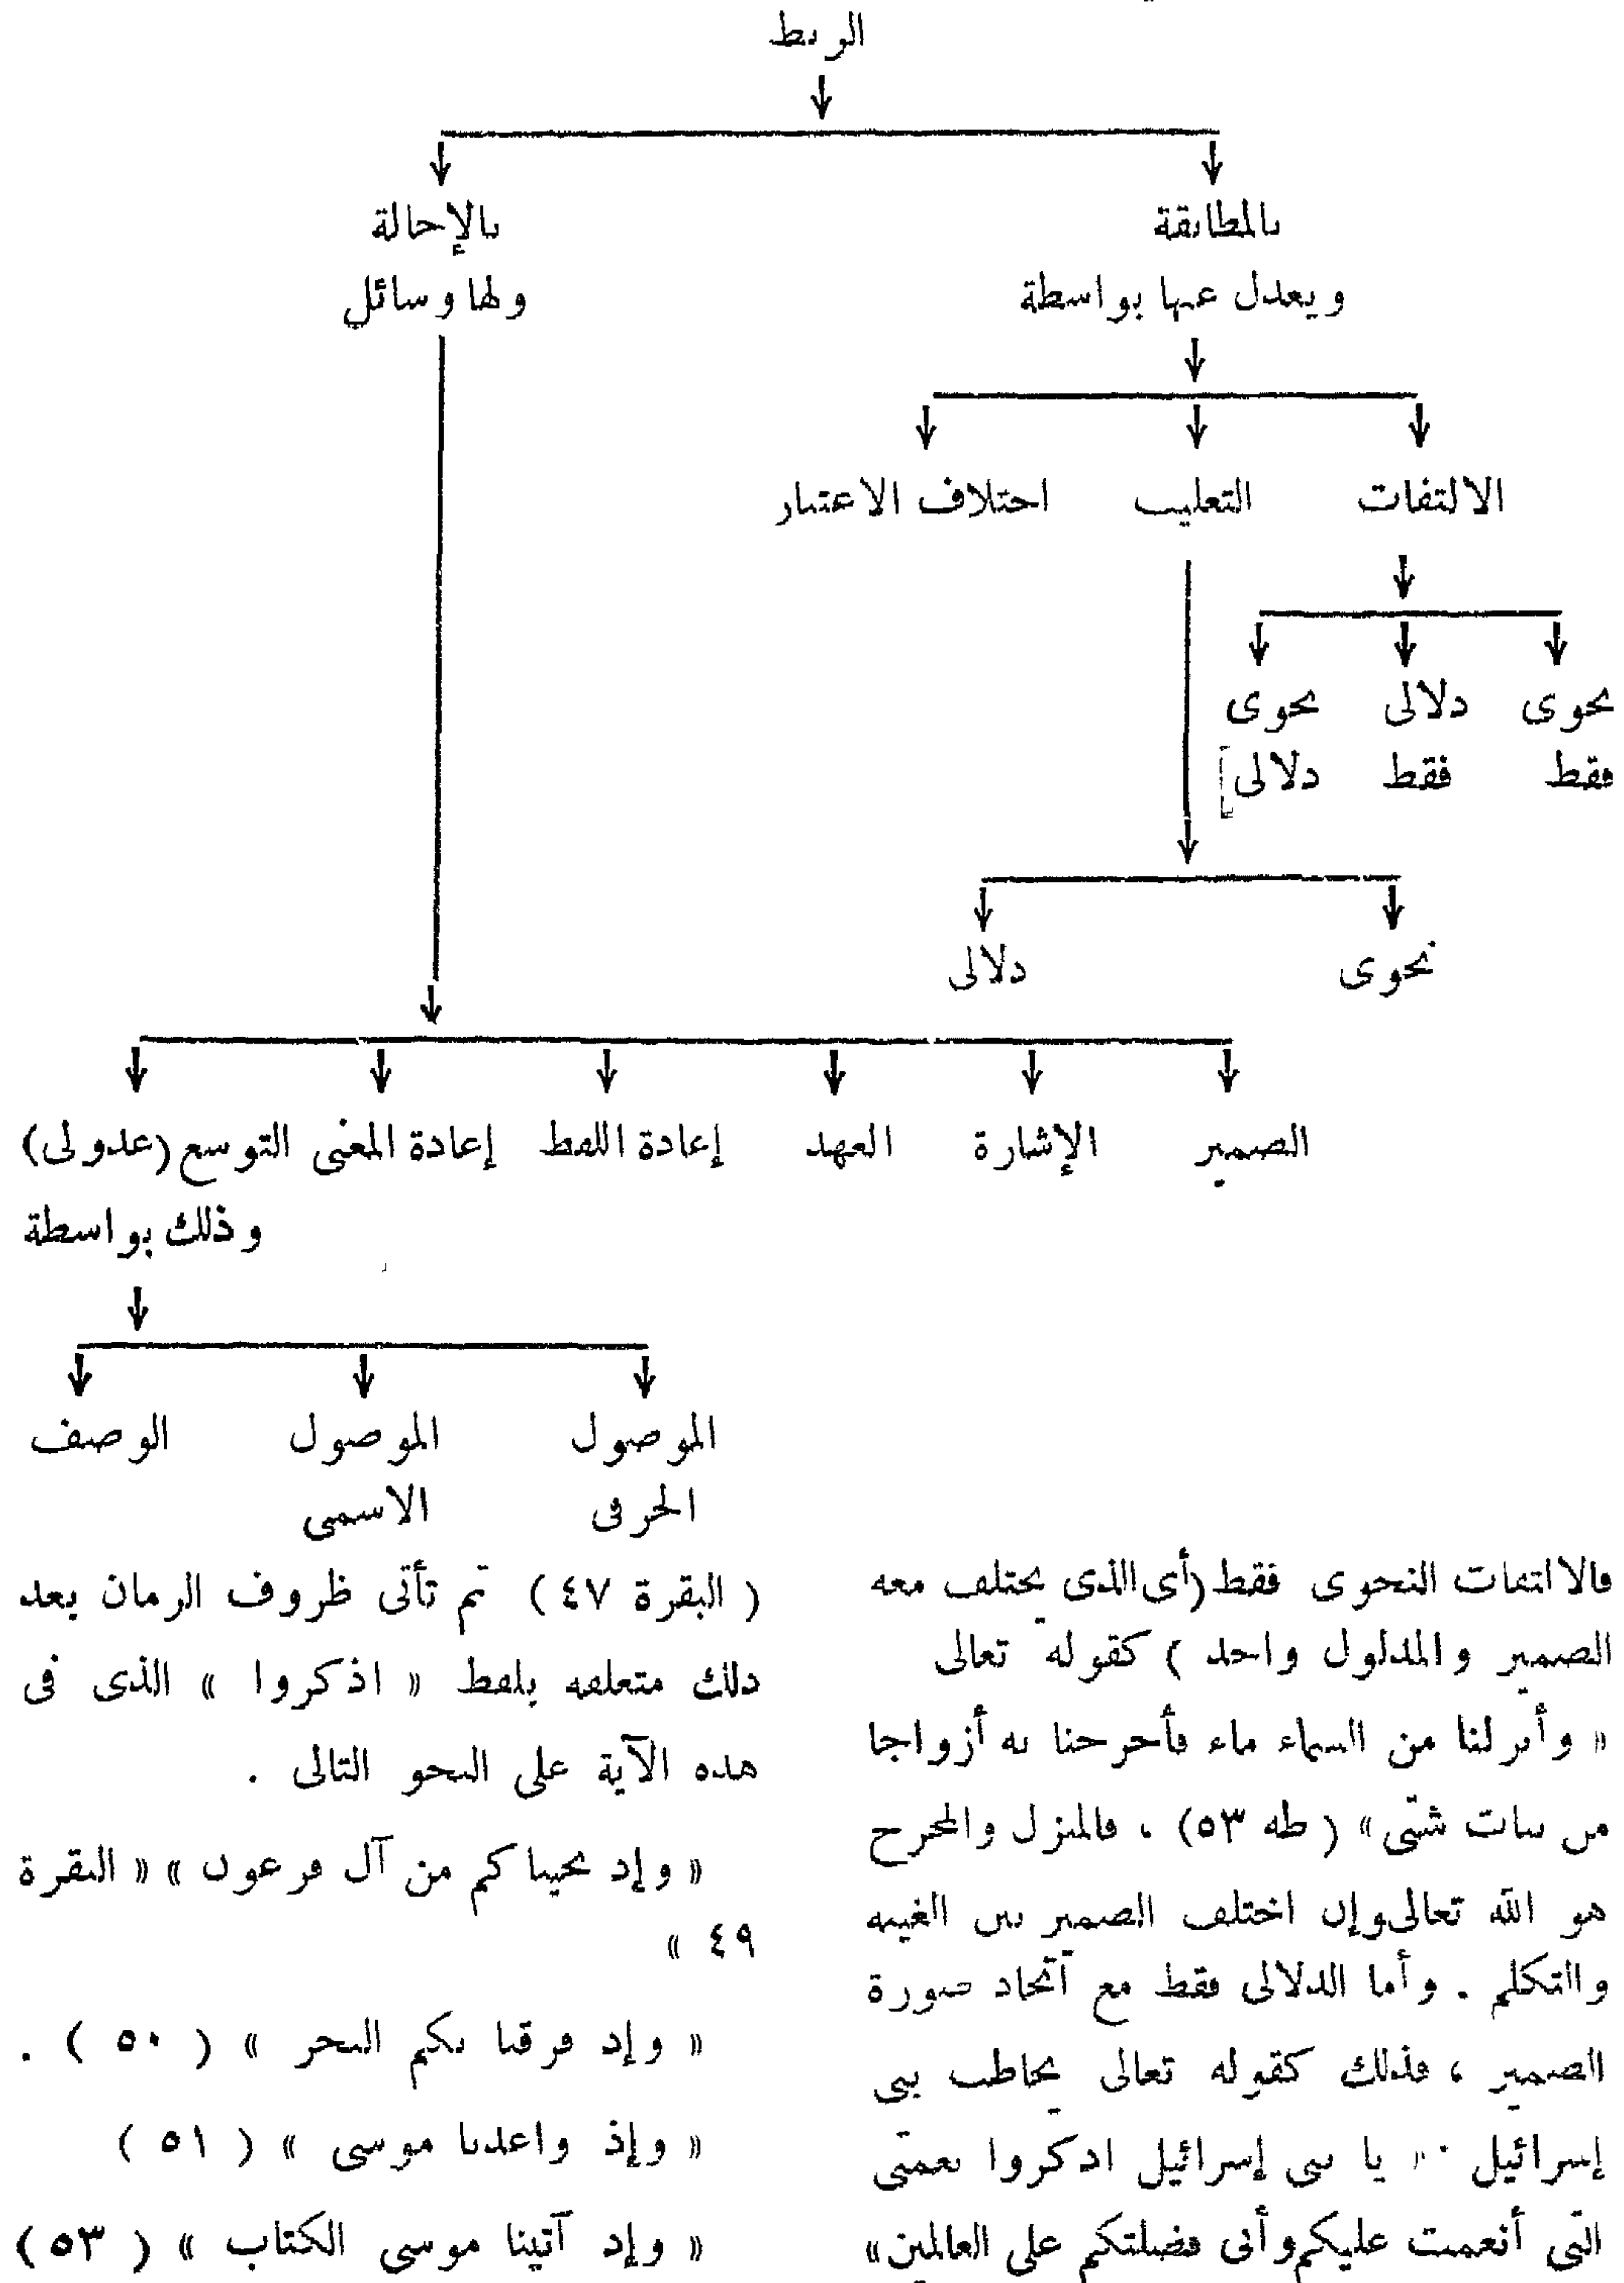 الربط
بالمطابقة
ويعدل عنها بواسطة
بالإحالة
ولها وسائل
الالتفات التغليب اختلاف الاعتبار
نحوى دلالى نحوى
فقط فقط دلالى
نحوى دلالى
الضمير الإشارة العهد إعادة اللفظ إعادة المعنى التوسع (عدولى)
وذلك بواسطة
الموصول الموصول الوصف
الحرفى الاسمى
فالالتفات النحوى فقط (أى الذى يختلف معه
الضمير والمدلول واحد ) كقوله تعالى
« وأنزلنا من السماء ماء فأخرجنا به أزواجا
من نبات شتى » ( طه ٥٣) ، فالمنزل والمخرج
هو الله تعالى وإن اختلف الضمير بين الغيبه
والتكلم . وأما الدلالى فقط مع اتحاد صورة
الضمير ، فذلك كقوله تعالى يخاطب بنى
إسرائيل : « يا بنى إسرائيل اذكروا نعمتى
التى أنعمت عليكم وأنى فضلتكم على العالمين »
( البقرة ٤٧ ) ثم تأتى ظروف الزمان بعد
ذلك متعلقه بلفظ « اذكروا » الذى فى
هذه الآية على النحو التالى .
« وإذ نجيناكم من آل فرعون » « البقرة
٤٩ »
« وإذ فرقنا بكم البحر » ( ٥٠ ) .
« وإذ واعدنا موسى » ( ٥١ )
« وإذ آتينا موسى الكتاب » ( ٥٣ )